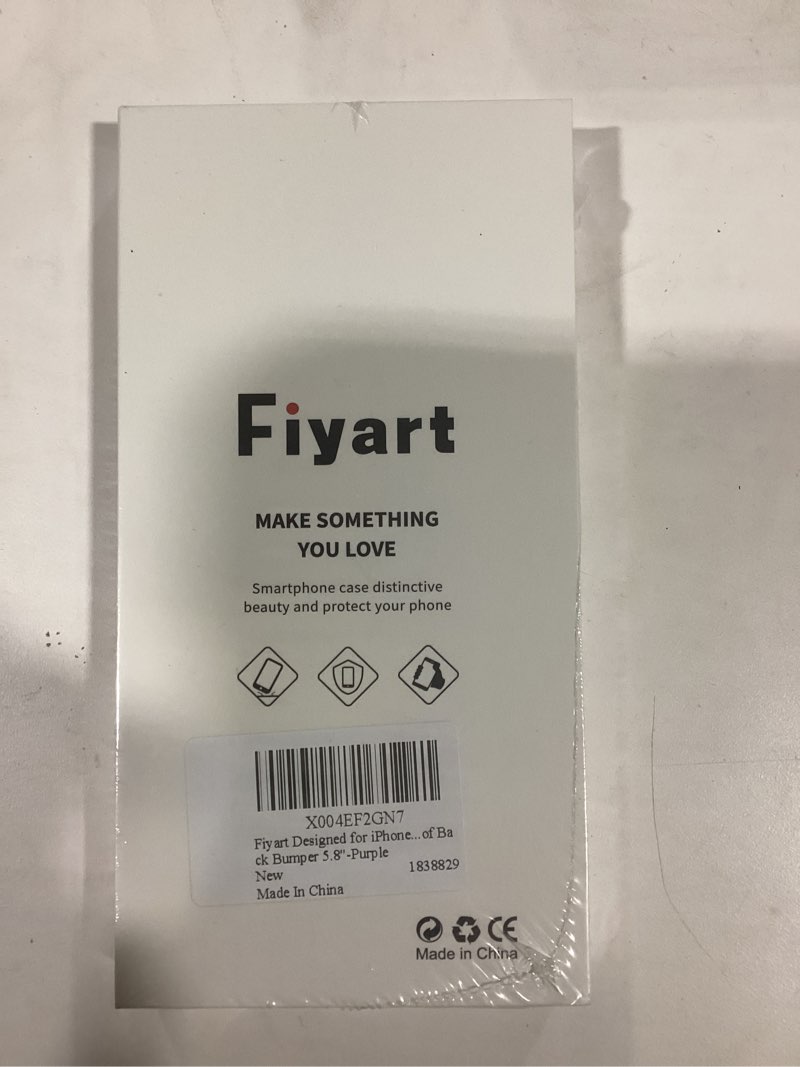 Fiyart
MAKE SOMETHING
YOU LOVE
Smartphone case distinctive
beauty and protect your phone
X004EF2GN7
Fiyart Designed for iPhone...of Ba
ck Bumper 5.8"-Purple
New 1838829
Made In China
CE
Made in China